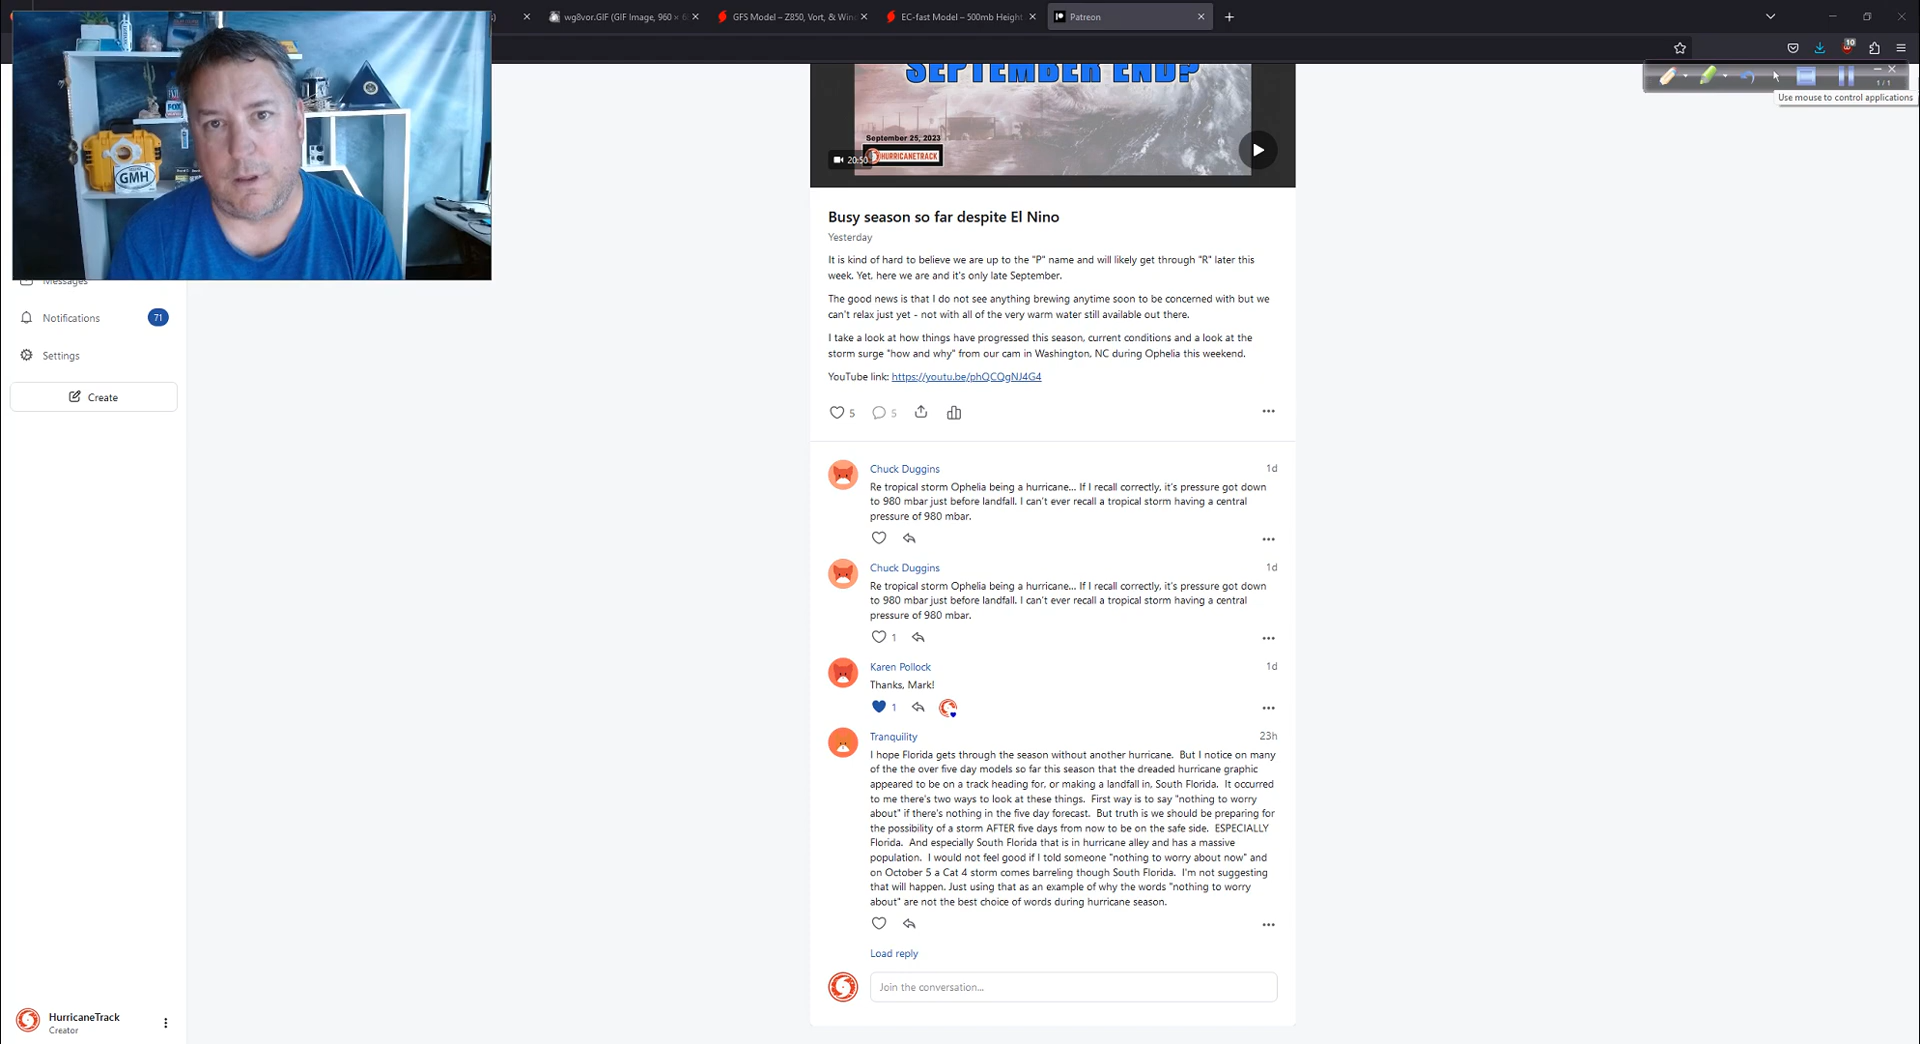 wg8vor.GIF (GIF Image, 960 ×
GFS Model – Z850, Vort, & Win
EC-fast Model – 500mb Height
Patreon
10
1 / 1
Use mouse to control applications
FOX
GMH
SEPTEMBER END?
September 25, 2023
20:50
HURRICANETRACK
Busy season so far despite El Nino
Yesterday
It is kind of hard to believe we are up to the "P" name and will likely get through "R" later this
week. Yet, here we are and it's only late September.
The good news is that I do not see anything brewing anytime soon to be concerned with but we
can't relax just yet - not with all of the very warm water still available out there.
I take a look at how things have progressed this season, current conditions and a look at the
storm surge "how and why" from our cam in Washington, NC during Ophelia this weekend.
YouTube link: https://youtu.be/phQCQgNJ4G4
5
5
Messages
Notifications
71
Settings
Create
Chuck Duggins
1d
Re tropical storm Ophelia being a hurricane... If I recall correctly, it's pressure got down
to 980 mbar just before landfall. I can't ever recall a tropical storm having a central
pressure of 980 mbar.
Chuck Duggins
1d
Re tropical storm Ophelia being a hurricane... If I recall correctly, it's pressure got down
to 980 mbar just before landfall. I can't ever recall a tropical storm having a central
pressure of 980 mbar.
1
Karen Pollock
1d
Thanks, Mark!
1
Tranquility
23h
I hope Florida gets through the season without another hurricane. But I notice on many
of the the over five day models so far this season that the dreaded hurricane graphic
appeared to be on a track heading for, or making a landfall in, South Florida. It occurred
to me there's two ways to look at these things. First way is to say "nothing to worry
about" if there's nothing in the five day forecast. But truth is we should be preparing for
the possibility of a storm AFTER five days from now to be on the safe side. ESPECIALLY
Florida. And especially South Florida that is in hurricane alley and has a massive
population. I would not feel good if I told someone "nothing to worry about now" and
on October 5 a Cat 4 storm comes barreling though South Florida. I'm not suggesting
that will happen. Just using that as an example of why the words "nothing to worry
about" are not the best choice of words during hurricane season.
Load reply
Join the conversation...
HurricaneTrack
Creator